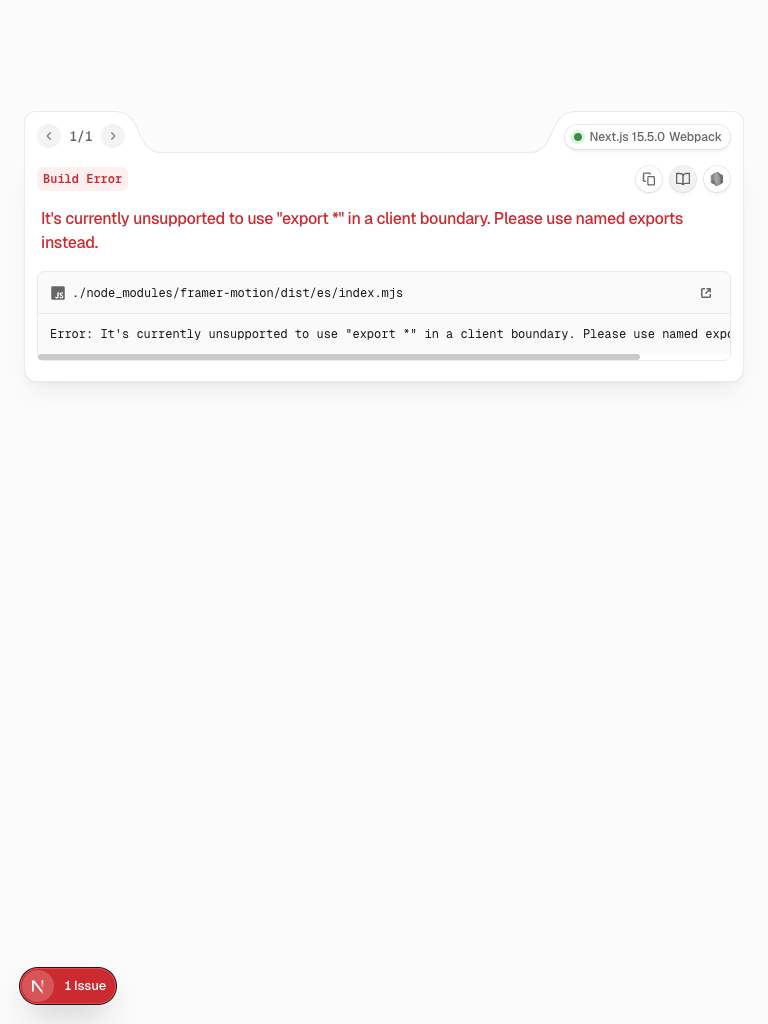 1/1
Next.js 15.5.0 Webpack
Build Error
It's currently unsupported to use "export *" in a client boundary. Please use named exports
instead.
JS ./node_modules/framer-motion/dist/es/index.mjs
Error: It's currently unsupported to use "export *" in a client boundary. Please use named expo
N 1 Issue